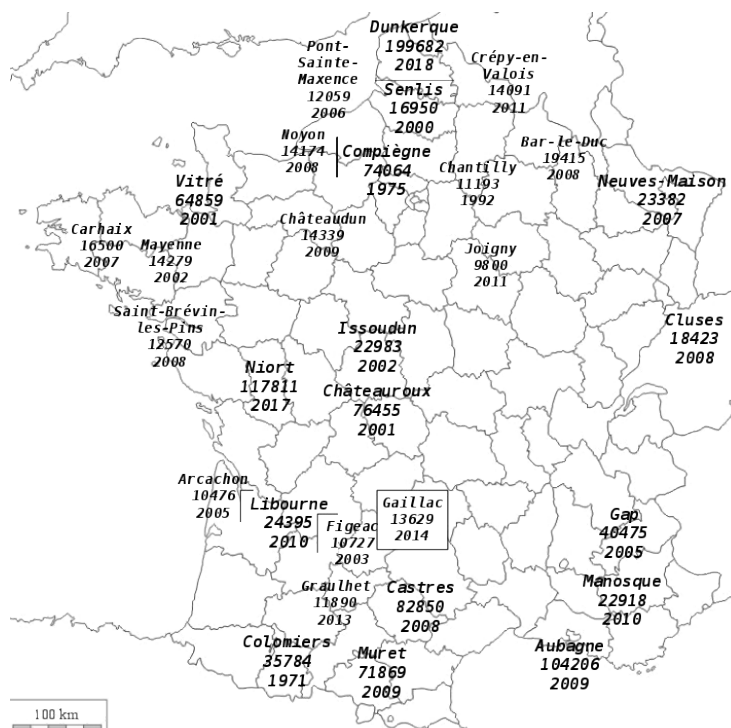 Dunkerque
199682
2018
Pont-
Sainte-
Maxence
12059
2006
Crépy-en-
Valois
14091
2011
Senlis
16950
2000
Noyon
14174
2008
Compiègne
74064
1975
Chantilly
11193
1992
Bar-le-Duc
19415
2008
Neuves-Maison
23382
2007
Vitré
64859
2001
Carhaix
16500
2007
Mayenne
14279
2002
Châteaudun
14339
2009
Joigny
9800
2011
Saint-Brévin-
les-Pins
12570
2008
Issoudun
22983
2002
Cluses
18423
2008
Niort
117811
2017
Châteauroux
76455
2001
Arcachon
10476
2005
Libourne
24395
2010
Figeac
10727
2003
Gaillac
13629
2014
Gap
40475
2005
Graulhet
11890
2013
Castres
82850
2008
Manosque
22918
2010
Colomiers
35784
1971
Muret
71869
2009
Aubagne
104206
2009
100 km